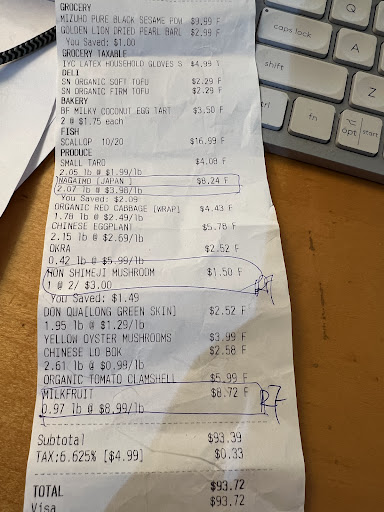 GROCERY
MIZUHO PURE BLACK SESAME POW $9.99 F
GOLDEN LION DRIED PEARL BARL $2.99 F
You Saved: $1.00
GROCERY TAXABLE
IYC LATEX HOUSEHOLD GLOVES S $4.99 T
DELI
SN ORGANIC SOFT TOFU $2.29 F
SN ORGANIC FIRM TOFU $2.29 F
BAKERY
BF MILKY COCONUT EGG TART $3.50 F
2 @ $1.75 each
FISH
SCALLOP 10/20 $16.99 F
PRODUCE
SMALL TARO $4.08 F
2.05 lb @ $1.99/lb
NAGAIMO [JAPAN ] $8.24 F
2.07 lb @ $3.98/lb
You Saved: $2.09
ORGANIC RED CABBAGE [WRAP] $4.43 F
1.78 lb @ $2.49/lb
CHINESE EGGPLANT $5.78 F
2.15 lb @ $2.69/lb
OKRA $2.52 F
0.42 lb @ $5.99/lb
HON SHIMEJI MUSHROOM $1.50 F
1 @ 2/ $3.00
You Saved: $1.49
DON QUA[LONG GREEN SKIN] $2.52 F
1.95 lb @ $1.29/lb
YELLOW OYSTER MUSHROOMS $3.99 F
CHINESE LO BOK $2.58 F
2.61 lb @ $0.99/lb
ORGANIC TOMATO CLAMSHELL $5.99 F
MILKFRUIT $8.72 F
0.97 lb @ $8.99/lb
Subtotal $93.39
TAX:6.625% [$4.99] $0.33
TOTAL $93.72
Visa $93.72
caps lock
A
shift
Z
ctrl
fn
opt
start